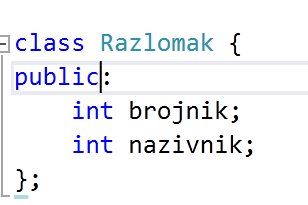 class Razlomak {
public:
    int brojnik;
    int nazivnik;
};